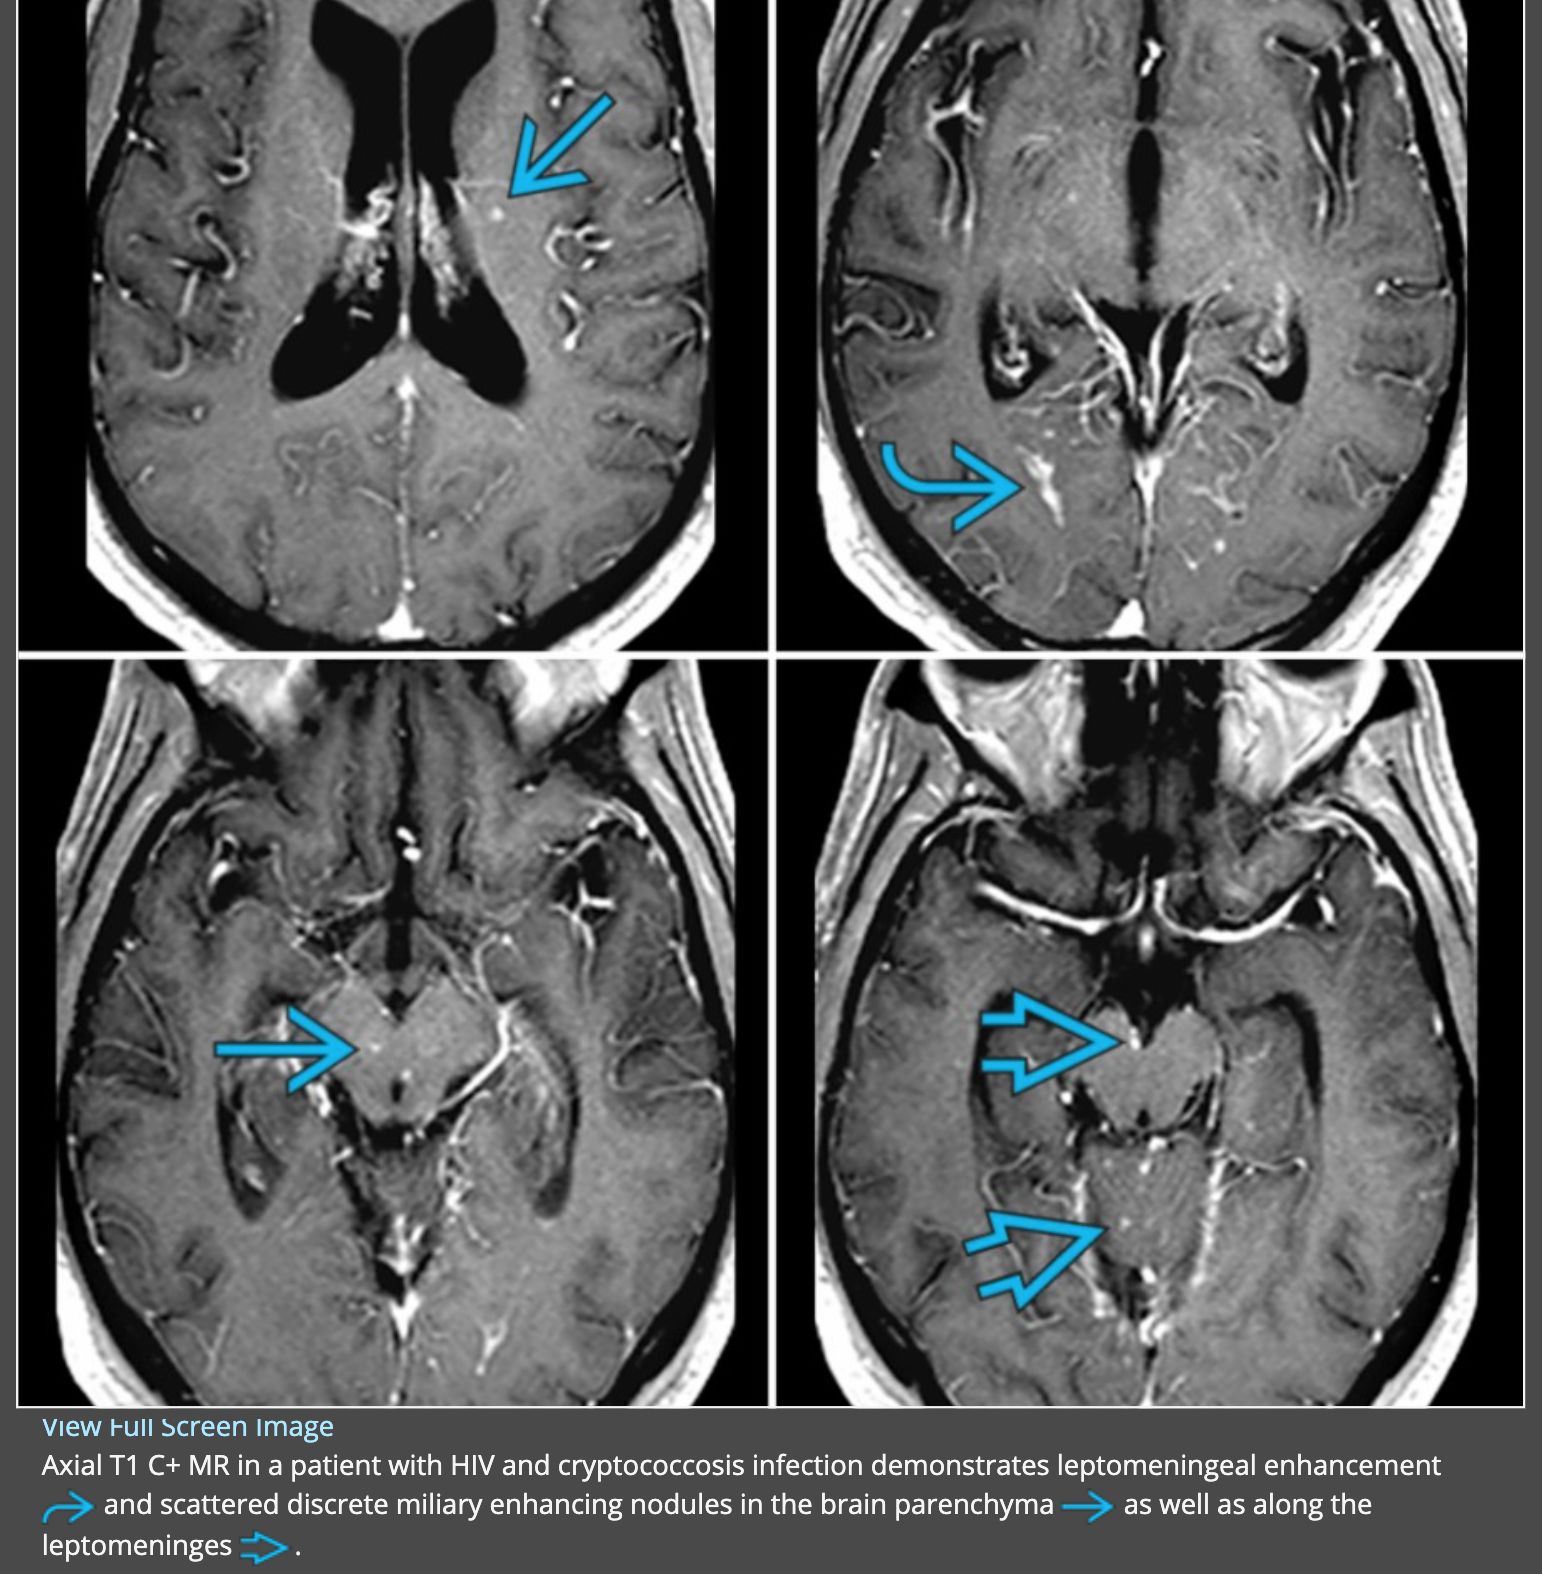 View Full Screen Image
Axial T1 C+ MR in a patient with HIV and cryptococcosis infection demonstrates leptomeningeal enhancement
and scattered discrete miliary enhancing nodules in the brain parenchyma as well as along the
leptomeninges .